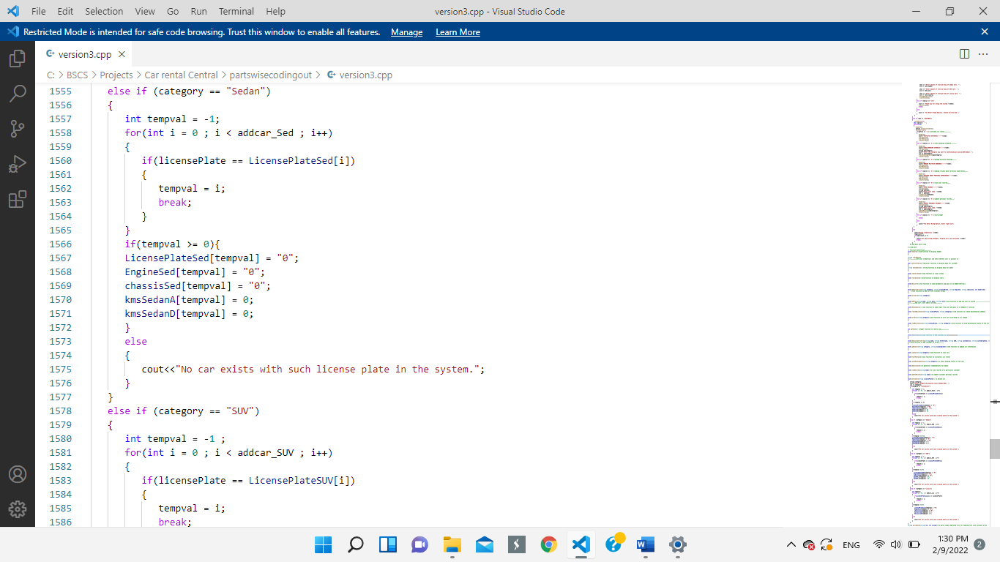 File Edit Selection View Go Run Terminal Help version3.cpp - Visual Studio Code
Restricted Mode is intended for safe code browsing. Trust this window to enable all features. Manage Learn More
version3.cpp
C: > BSCS > Projects > Car rental Central > partswisecodingout > version3.cpp
1555 else if (category == "Sedan")
1556 {
1557 int tempval = -1;
1558 for(int i = 0 ; i < addcar_Sed ; i++)
1559 {
1560 if(licensePlate == LicensePlateSed[i])
1561 {
1562 tempval = i;
1563 break;
1564 }
1565 }
1566 if(tempval >= 0){
1567 LicensePlateSed[tempval] = "0";
1568 EngineSed[tempval] = "0";
1569 chassisSed[tempval] = "0";
1570 kmsSedanA[tempval] = 0;
1571 kmsSedanD[tempval] = 0;
1572 }
1573 else
1574 {
1575 cout<<"No car exists with such license plate in the system.";
1576 }
1577 }
1578 else if (category == "SUV")
1579 {
1580 int tempval = -1 ;
1581 for(int i = 0 ; i < addcar_SUV ; i++)
1582 {
1583 if(licensePlate == LicensePlateSUV[i])
1584 {
1585 tempval = i;
1586 break;
ENG 1:30 PM
2/9/2022 2